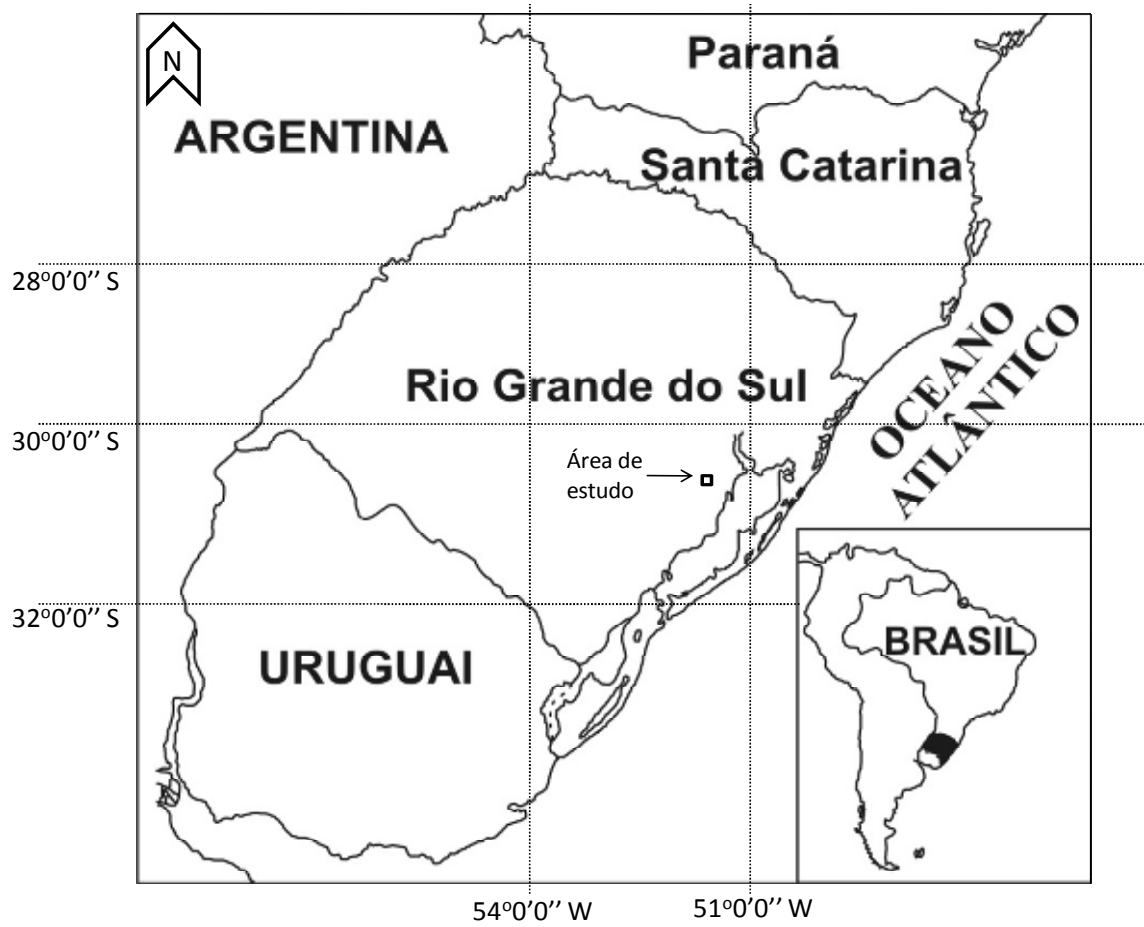 N
Paraná
ARGENTINA
Santa Catarina
28º0'0'' S
OCEANO
ATLÂNTICO
Rio Grande do Sul
30º0'0'' S
Área de
estudo
32º0'0'' S
BRASIL
URUGUAI
54º0'0'' W
51º0'0'' W